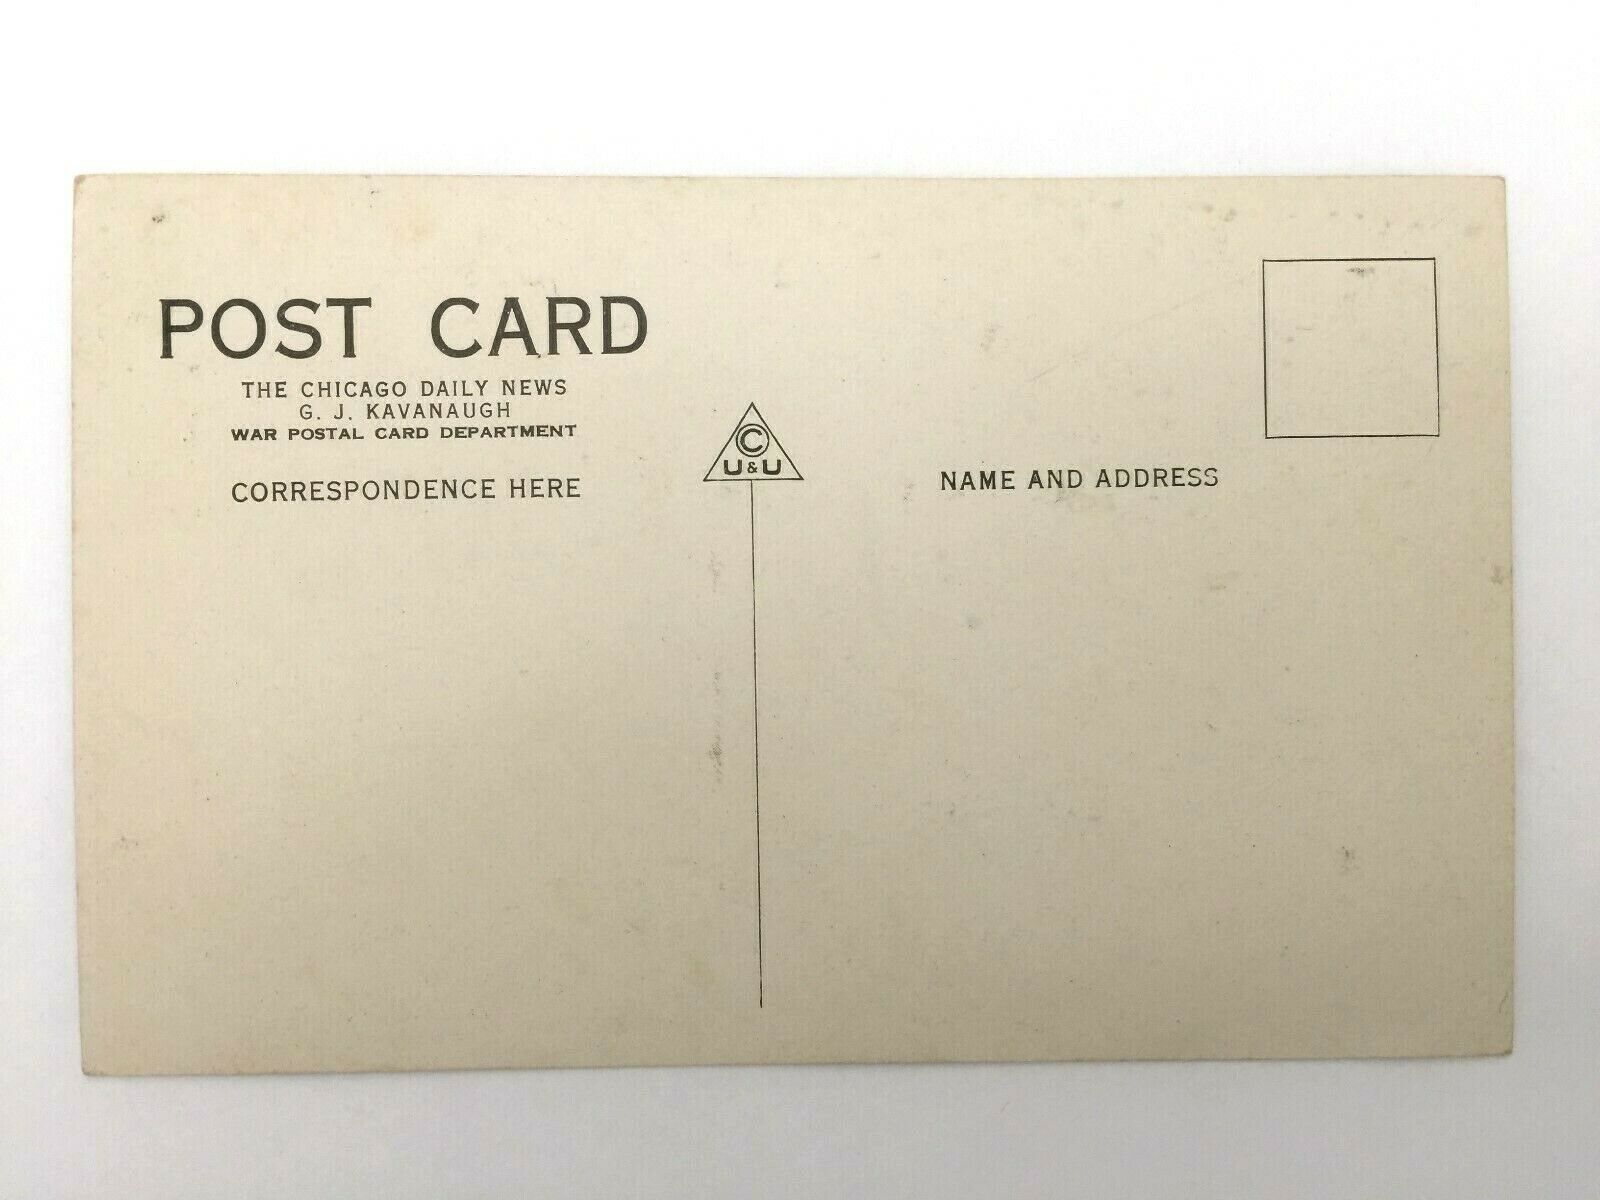 POST CARD
THE CHICAGO DAILY NEWS
G. J. KAVANAUGH
WAR POSTAL CARD DEPARTMENT
CORRESPONDENCE HERE
C
U & U
NAME AND ADDRESS